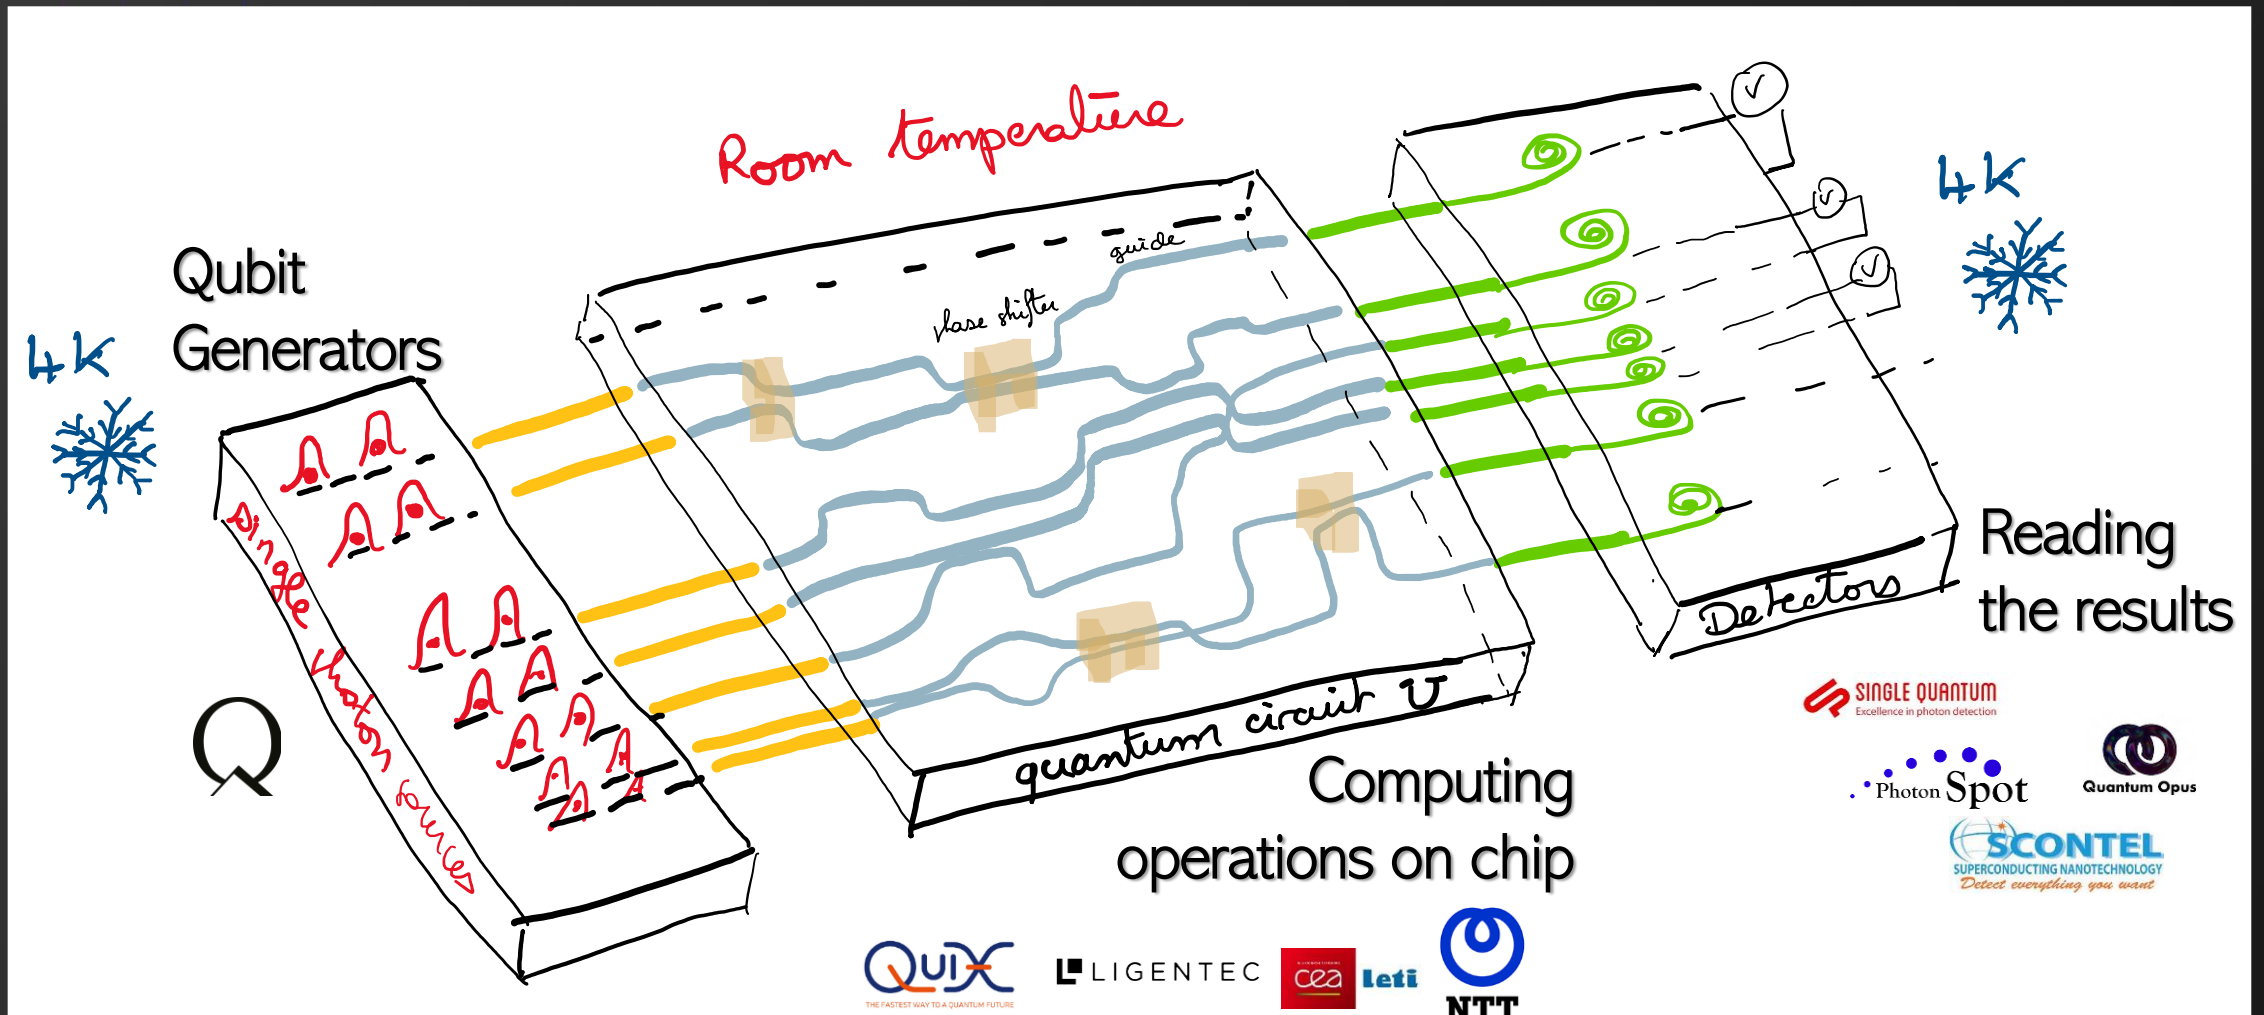 Room temperature
4K
Qubit
Generators
4K
guide
phase shifter
single photon sources
quantum circuit U
Detectors
Reading
the results
Computing
operations on chip
SINGLE QUANTUM
Excellence in photon detection
Photon Spot
Quantum Opus
SCONTEL
SUPERCONDUCTING NANOTECHNOLOGY
Detect everything you want
QUIX
THE FASTEST WAY TO A QUANTUM FUTURE
LIGENTEC
cea
Leti
NTT